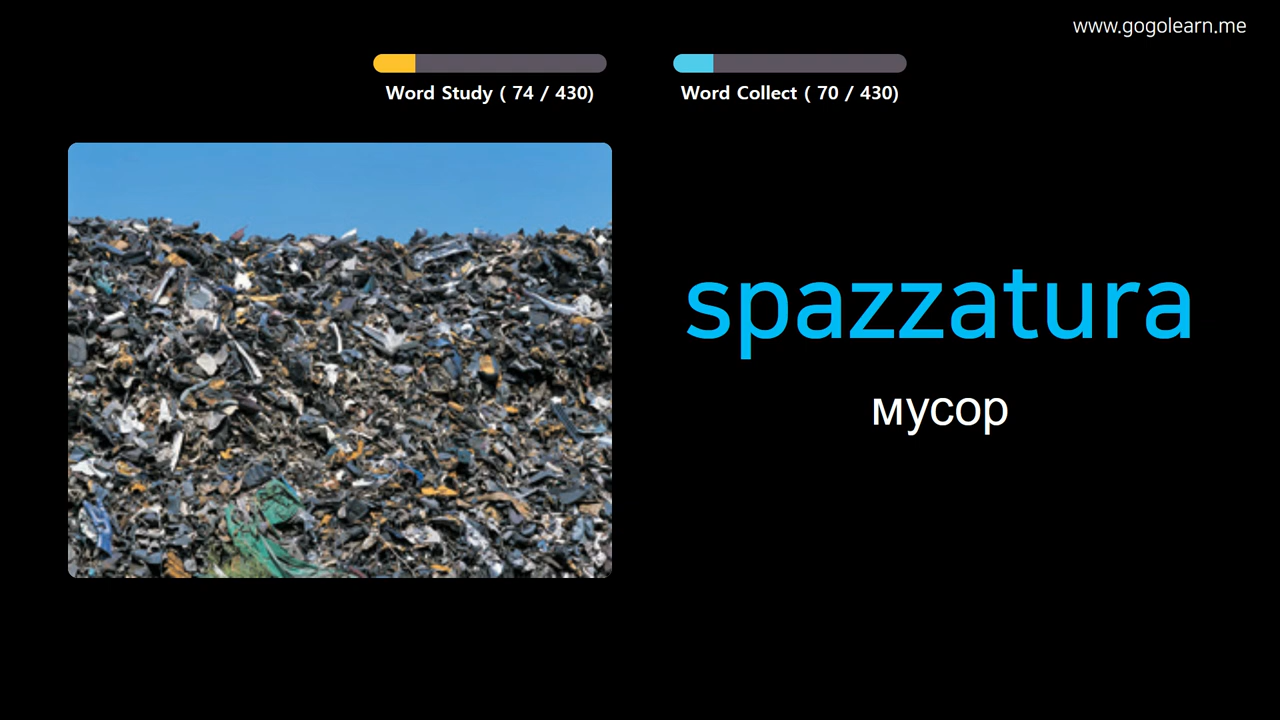 www.gogolearn.me
Word Study ( 74 / 430)
Word Collect ( 70 / 430)
spazzatura
мусор